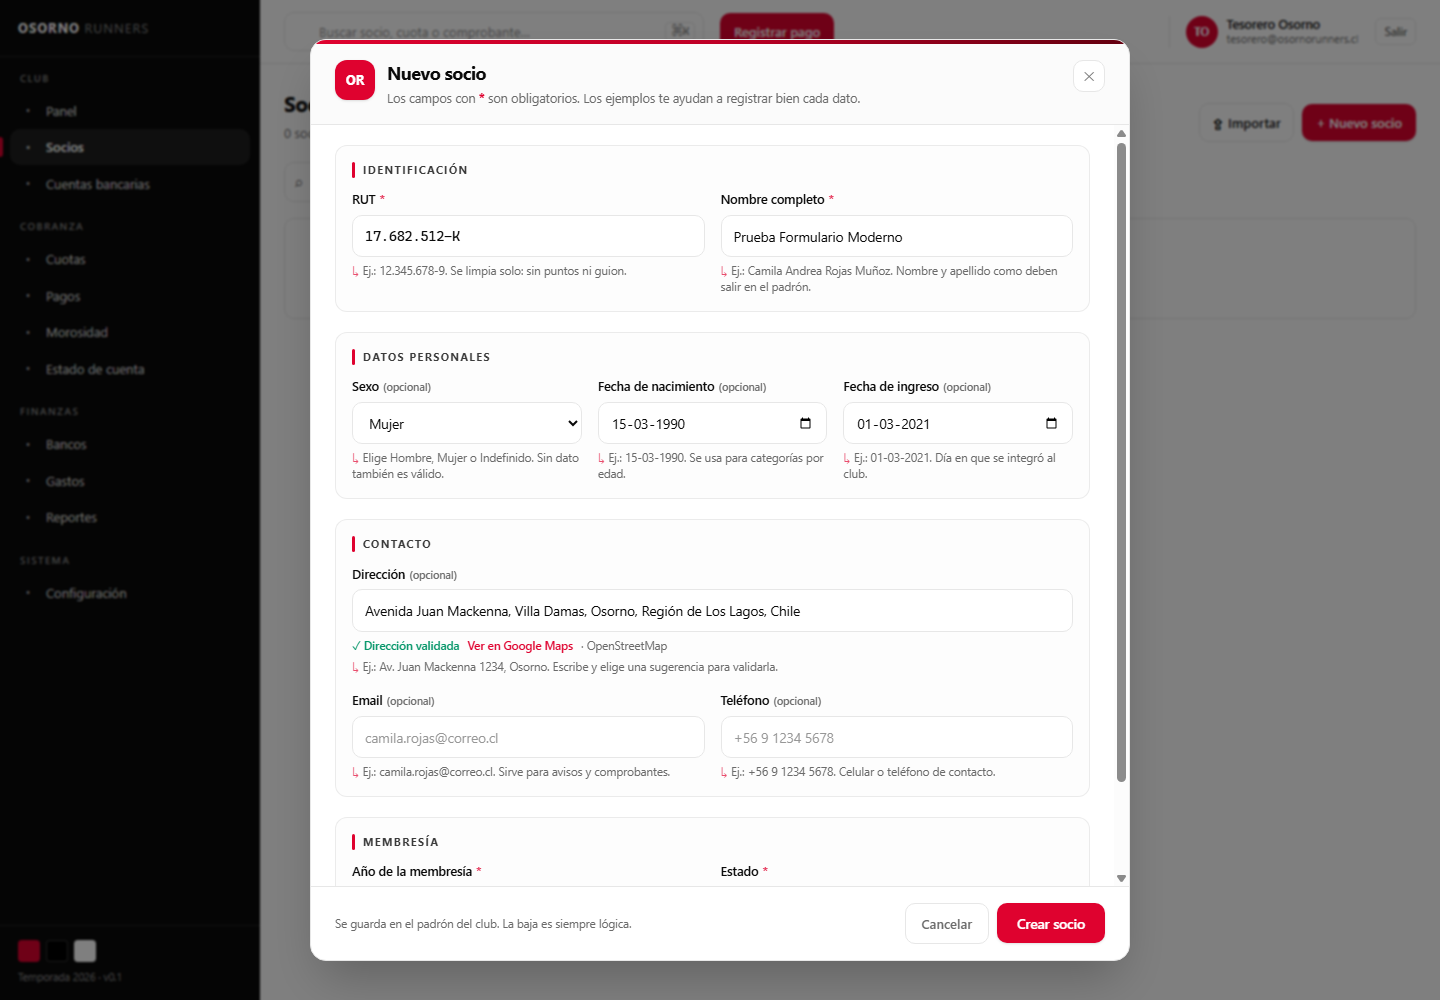 OSORNO RUNNERS
CLUB
Panel
Socios
Cuentas bancarias
COBRANZA
Cuotas
Pagos
Morosidad
Estado de cuenta
FINANZAS
Bancos
Gastos
Reportes
SISTEMA
Configuración
Temporada 2026 · v0.1
Buscar socio, cuota o comprobante...
⌘K
Registrar pago
TO
Tesorero Osorno
tesorero@osornorunners.cl
Salir
Importar
+ Nuevo socio
OR
Nuevo socio
Los campos con * son obligatorios. Los ejemplos te ayudan a registrar bien cada dato.
IDENTIFICACIÓN
RUT *
Nombre completo *
17.682.512-K
Prueba Formulario Moderno
↳ Ej.: 12.345.678-9. Se limpia solo: sin puntos ni guion.
↳ Ej.: Camila Andrea Rojas Muñoz. Nombre y apellido como deben
salir en el padrón.
DATOS PERSONALES
Sexo (opcional)
Fecha de nacimiento (opcional)
Fecha de ingreso (opcional)
Mujer
15-03-1990
01-03-2021
↳ Elige Hombre, Mujer o Indefinido. Sin dato
también es válido.
↳ Ej.: 15-03-1990. Se usa para categorías por
edad.
↳ Ej.: 01-03-2021. Día en que se integró al
club.
CONTACTO
Dirección (opcional)
Avenida Juan Mackenna, Villa Damas, Osorno, Región de Los Lagos, Chile
✓ Dirección validada Ver en Google Maps · OpenStreetMap
↳ Ej.: Av. Juan Mackenna 1234, Osorno. Escribe y elige una sugerencia para validarla.
Email (opcional)
Teléfono (opcional)
camila.rojas@correo.cl
+56 9 1234 5678
↳ Ej.: camila.rojas@correo.cl. Sirve para avisos y comprobantes.
↳ Ej.: +56 9 1234 5678. Celular o teléfono de contacto.
MEMBRESÍA
Año de la membresía *
Estado *
Se guarda en el padrón del club. La baja es siempre lógica.
Cancelar
Crear socio